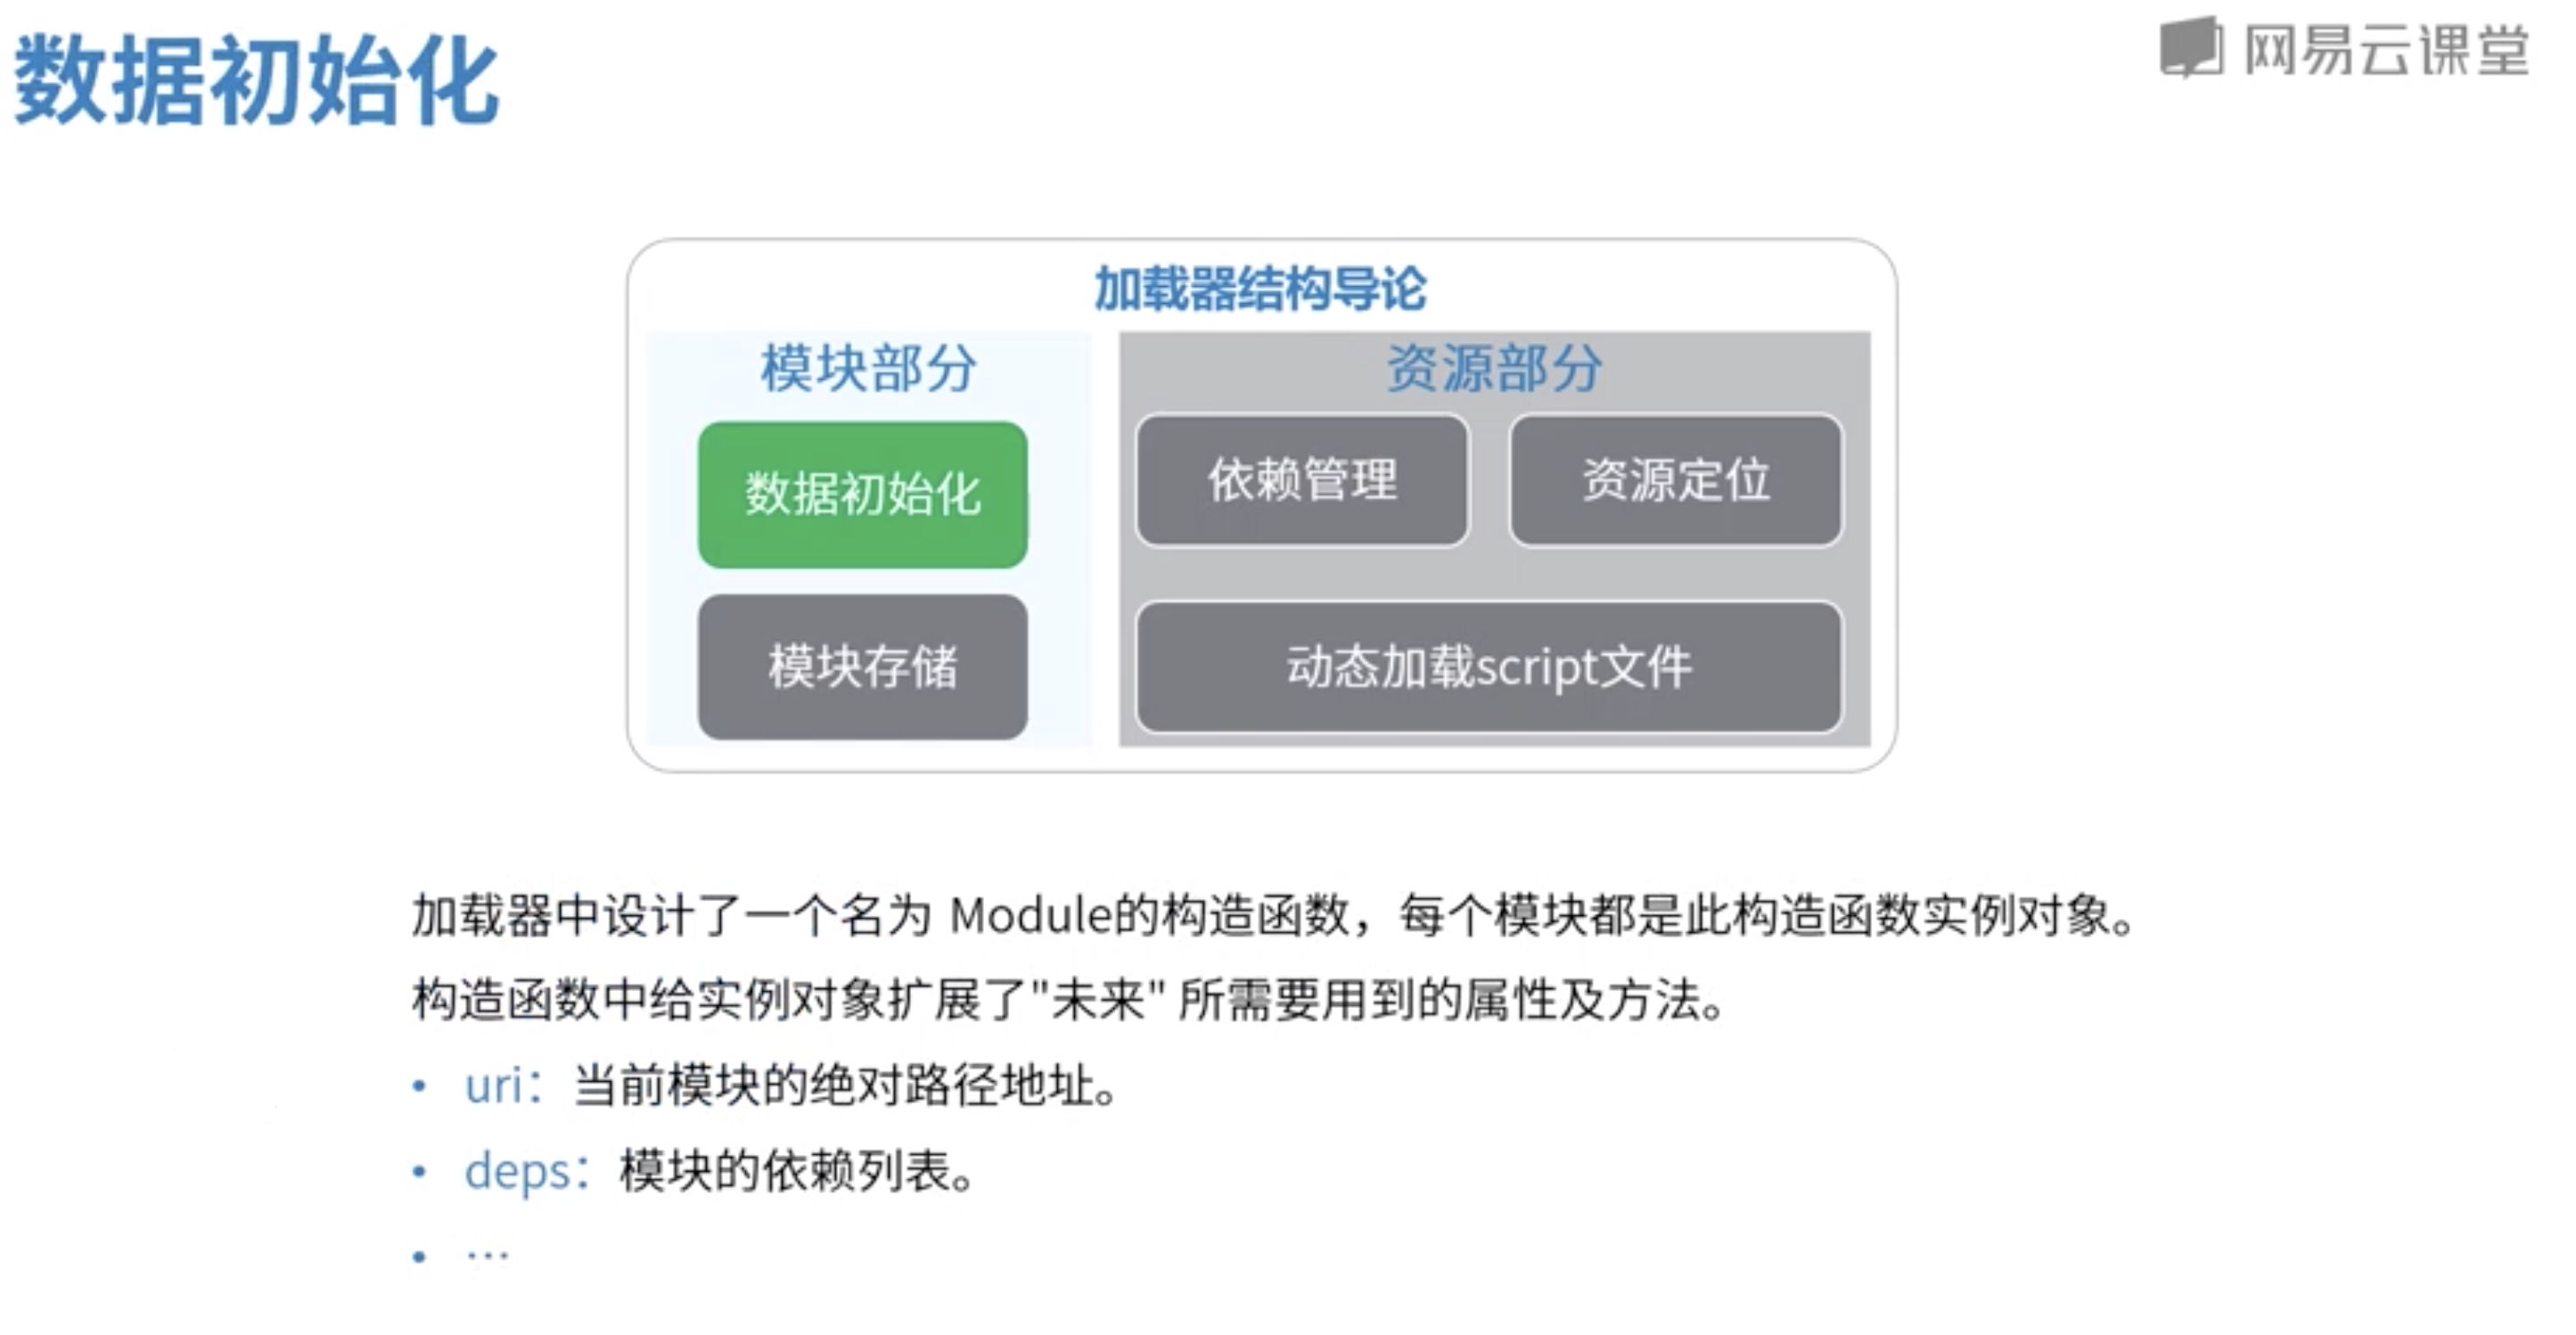 数据初始化
网易云课堂
加载器结构导论
模块部分
资源部分
数据初始化
依赖管理
资源定位
模块存储
动态加载script文件
加载器中设计了一个名为 Module的构造函数，每个模块都是此构造函数实例对象。
构造函数中给实例对象扩展了"未来" 所需要用到的属性及方法。
• uri：当前模块的绝对路径地址。
• deps：模块的依赖列表。
• …